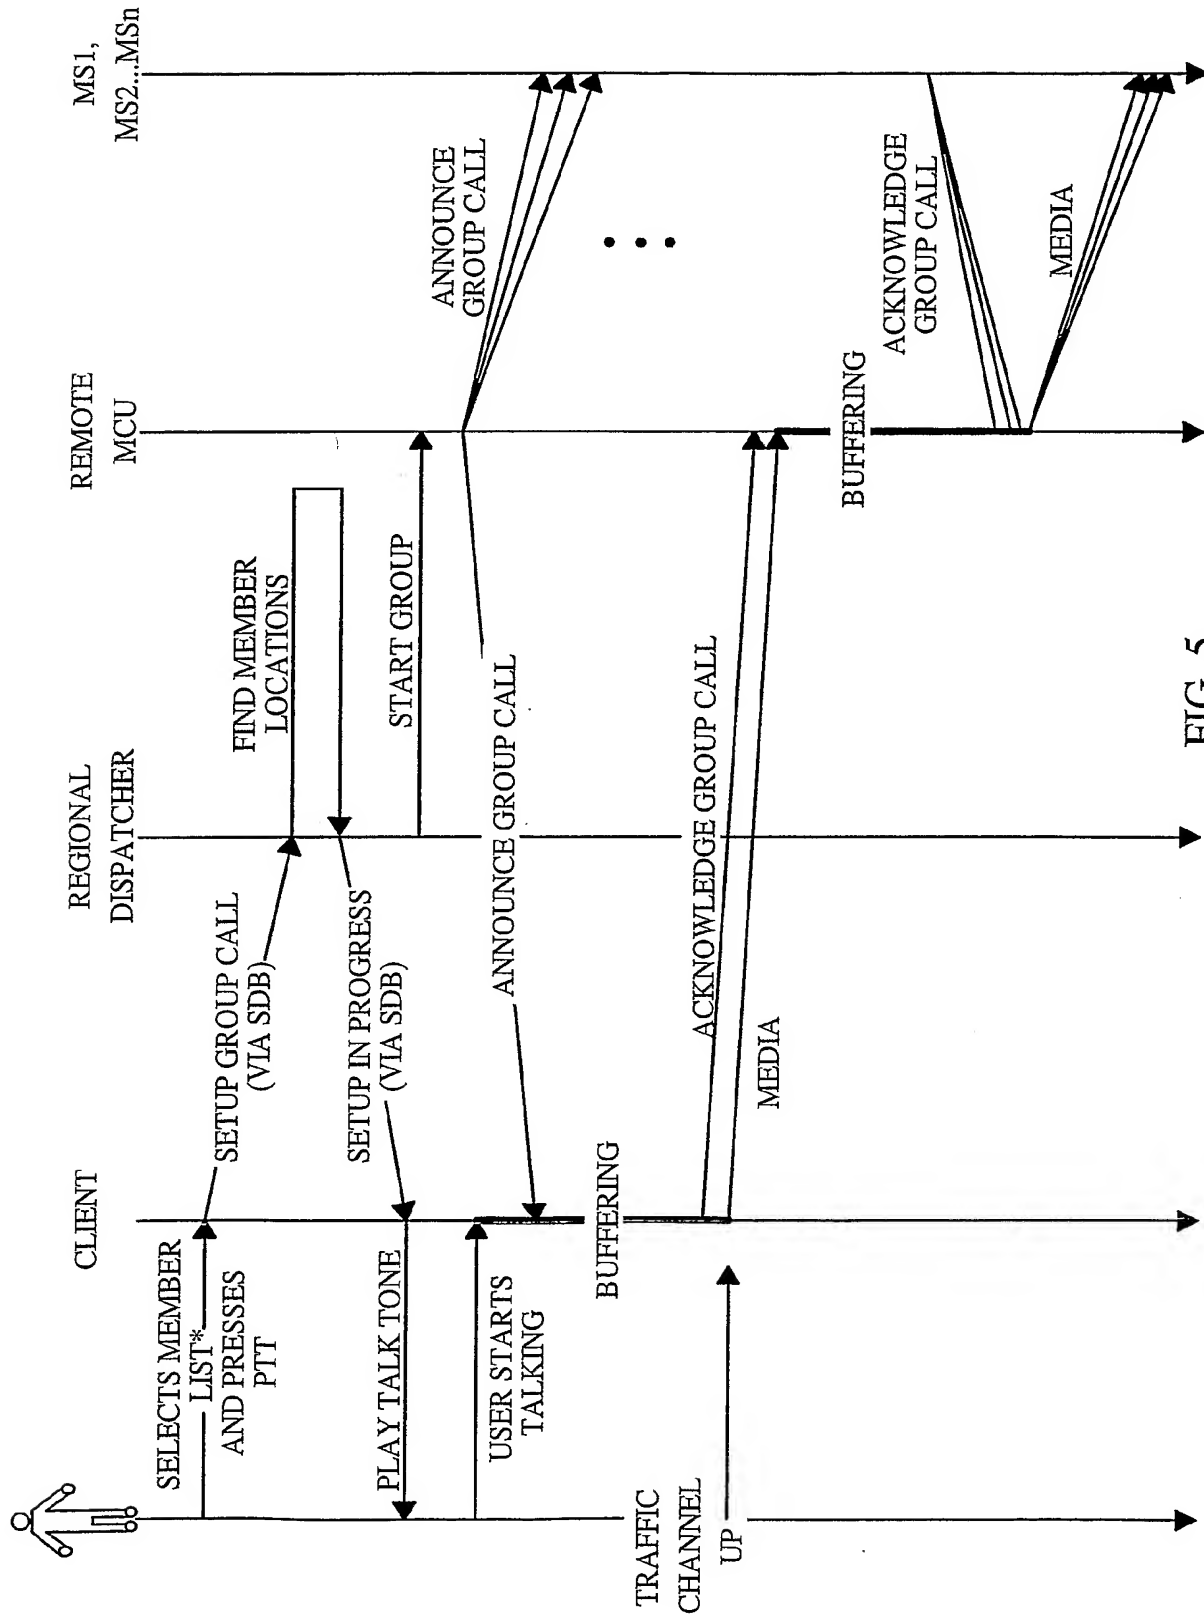 CLIENT
REGIONAL
DISPATCHER
REMOTE
MCU
MS1,
MS2...MSn
SELECTS MEMBER
LIST*
AND PRESSES
PTT
SETUP GROUP CALL
(VIA SDB)
FIND MEMBER
LOCATIONS
SETUP IN PROGRESS
(VIA SDB)
PLAY TALK TONE
START GROUP
ANNOUNCE
GROUP CALL
USER STARTS
TALKING
ANNOUNCE GROUP CALL
BUFFERING
TRAFFIC
CHANNEL
UP
ACKNOWLEDGE GROUP CALL
MEDIA
BUFFERING
ACKNOWLEDGE
GROUP CALL
MEDIA
FIG. 5